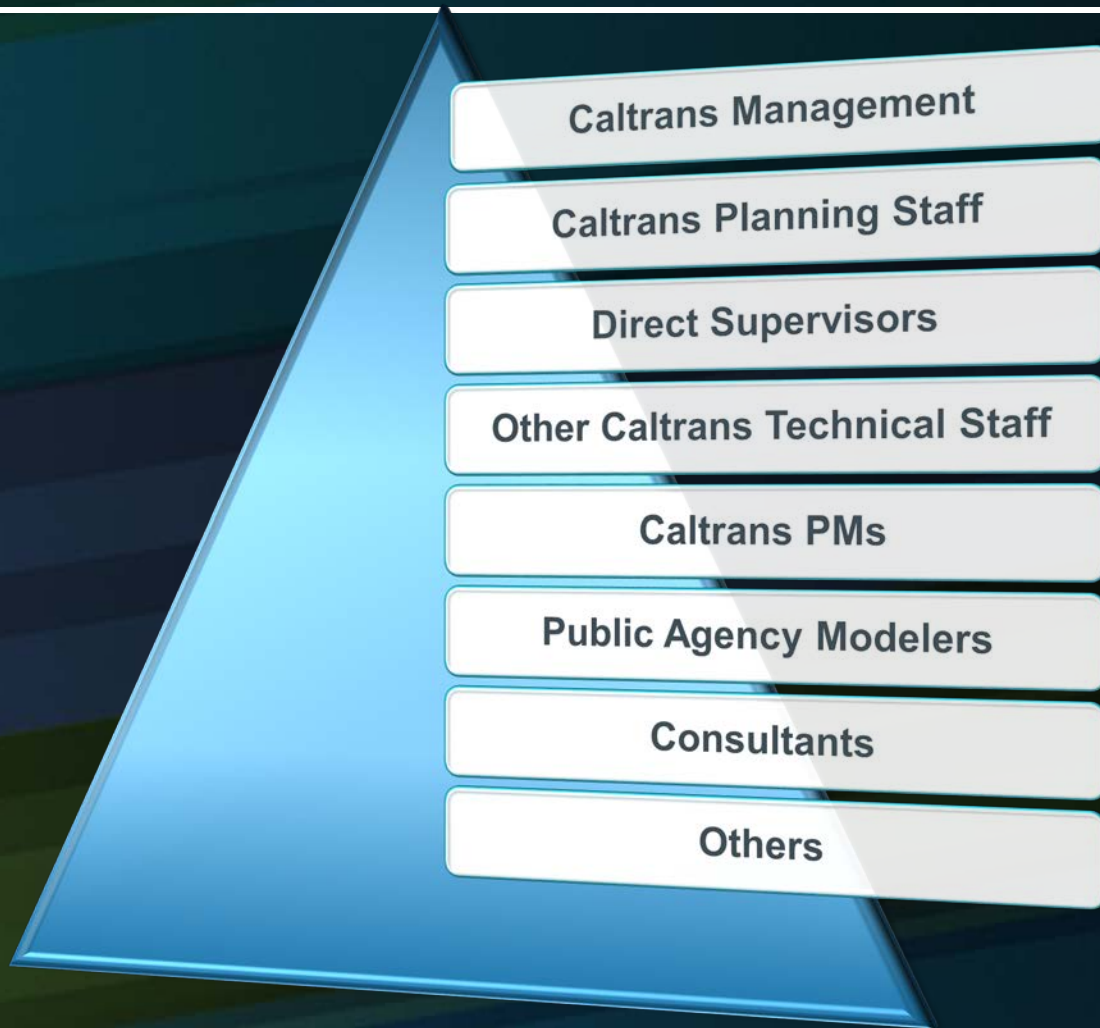 Caltrans Management
Caltrans Planning Staff
Direct Supervisors
Other Caltrans Technical Staff
Caltrans PMs
Public Agency Modelers
Consultants
Others